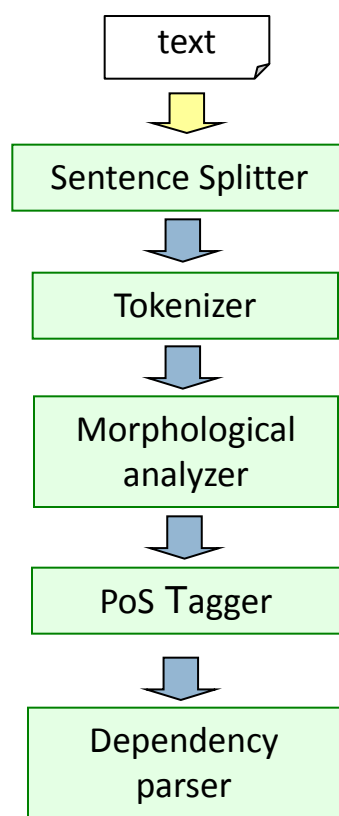 text
Sentence Splitter
Tokenizer
Morphological
analyzer
PoS Tagger
Dependency
parser